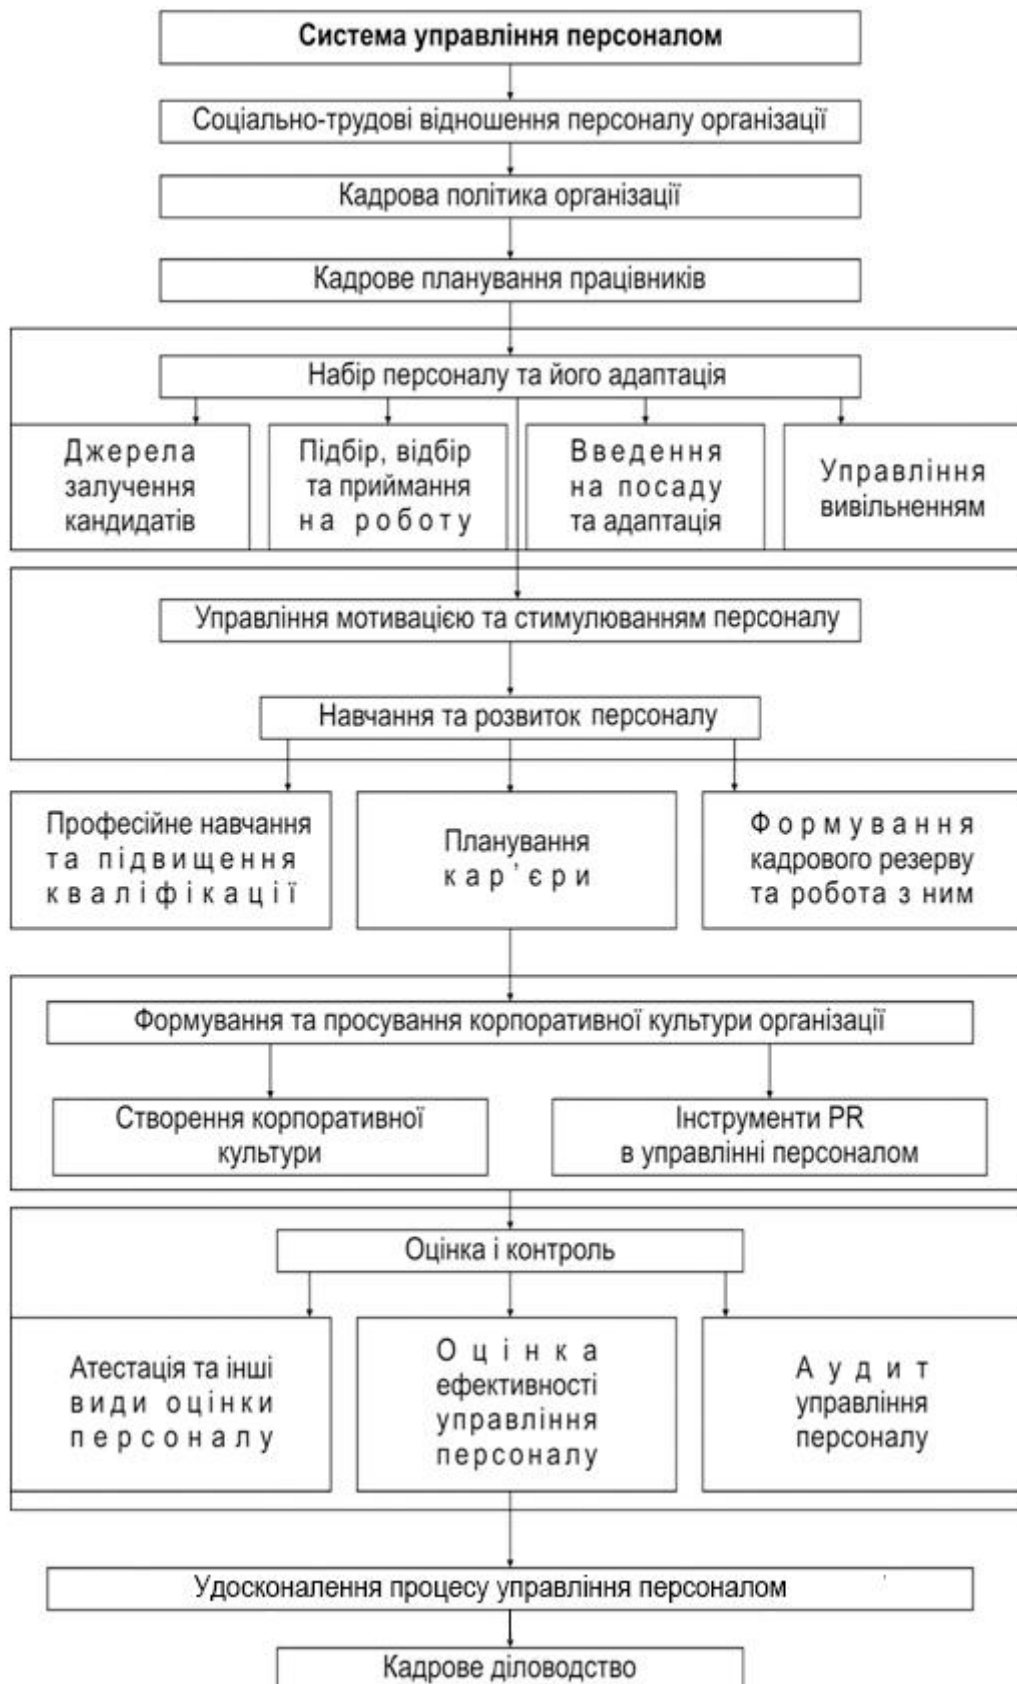 Система управління персоналом
Соціально-трудові відношення персоналу організації
Кадрова політика організації
Кадрове планування працівників
Набір персоналу та його адаптація
Джерела
залучення
кандидатів
Підбір, відбір
та приймання
на роботу
Введення
на посаду
та адаптація
Управління
вивільненням
Управління мотивацією та стимулюванням персоналу
Навчання та розвиток персоналу
Професійне навчання
та підвищення
кваліфікації
Планування
кар’єри
Формування
кадрового резерву
та робота з ним
Формування та просування корпоративної культури організації
Створення корпоративної
культури
Інструменти PR
в управлінні персоналом
Оцінка і контроль
Атестація та інші
види оцінки
персоналу
Оцінка
ефективності
управління
персоналу
Аудит
управління
персоналу
Удосконалення процесу управління персоналом
Кадрове діловодство